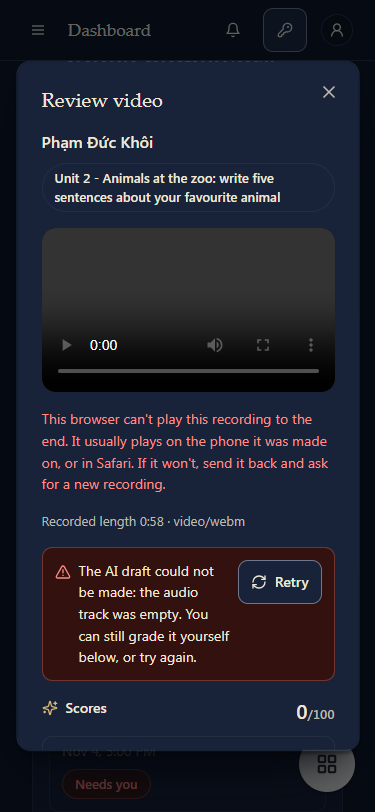 Dashboard
Review video
Phạm Đức Khôi
Unit 2 - Animals at the zoo: write five
sentences about your favourite animal
0:00
This browser can't play this recording to the
end. It usually plays on the phone it was made
on, or in Safari. If it won't, send it back and ask
for a new recording.
Recorded length 0:58 · video/webm
The AI draft could not
be made: the audio
track was empty. You
can still grade it yourself
below, or try again.
Retry
Scores
0/100
Nov 4, 5:00 PM
Needs you